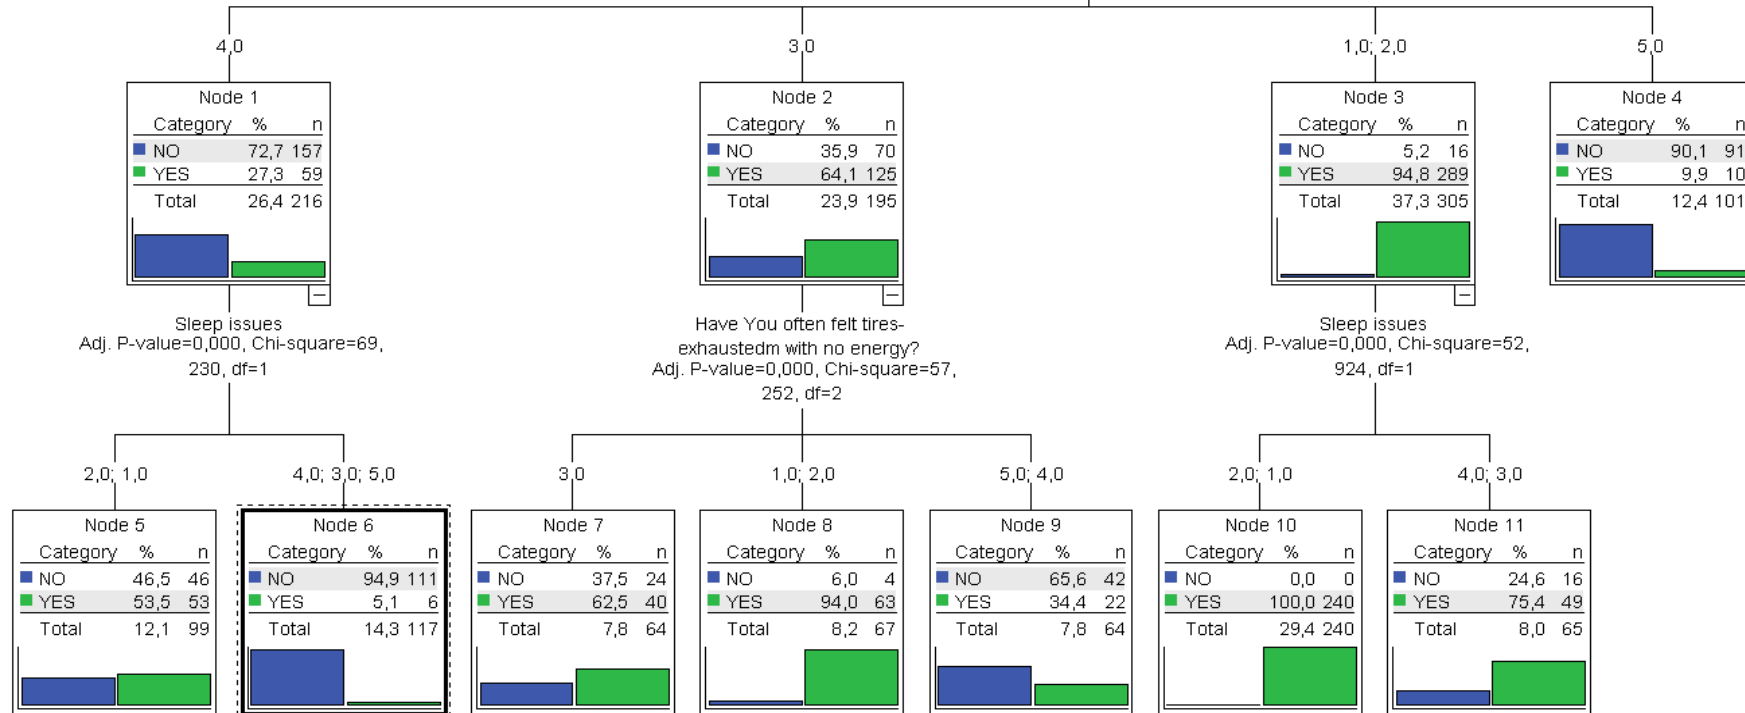 4,0
3,0
1,0; 2,0
5,0
Node 1
Category % n
NO 72,7 157
YES 27,3 59
Total 26,4 216
Node 2
Category % n
NO 35,9 70
YES 64,1 125
Total 23,9 195
Node 3
Category % n
NO 5,2 16
YES 94,8 289
Total 37,3 305
Node 4
Category % n
NO 90,1 91
YES 9,9 10
Total 12,4 101
Sleep issues
Adj. P-value=0,000, Chi-square=69,
230, df=1
Have You often felt tires-
exhaustedm with no energy?
Adj. P-value=0,000, Chi-square=57,
252, df=2
Sleep issues
Adj. P-value=0,000, Chi-square=52,
924, df=1
2,0; 1,0
4,0; 3,0; 5,0
3,0
1,0; 2,0
5,0; 4,0
2,0; 1,0
4,0; 3,0
Node 5
Category % n
NO 46,5 46
YES 53,5 53
Total 12,1 99
Node 6
Category % n
NO 94,9 111
YES 5,1 6
Total 14,3 117
Node 7
Category % n
NO 37,5 24
YES 62,5 40
Total 7,8 64
Node 8
Category % n
NO 6,0 4
YES 94,0 63
Total 8,2 67
Node 9
Category % n
NO 65,6 42
YES 34,4 22
Total 7,8 64
Node 10
Category % n
NO 0,0 0
YES 100,0 240
Total 29,4 240
Node 11
Category % n
NO 24,6 16
YES 75,4 49
Total 8,0 65